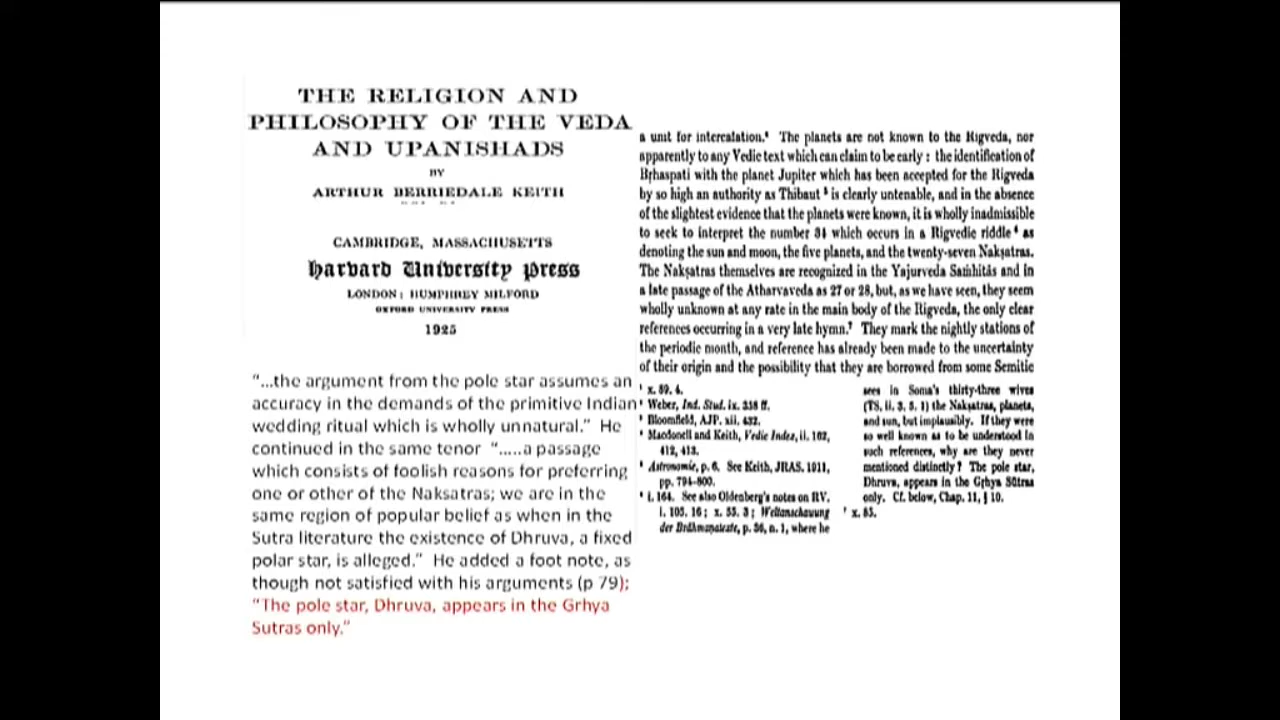 THE RELIGION AND
PHILOSOPHY OF THE VEDA
AND UPANISHADS
BY
ARTHUR BERRIEDALE KEITH
CAMBRIDGE, MASSACHUSETTS
Harvard University Press
LONDON: HUMPHREY MILFORD
OXFORD UNIVERSITY PRESS
1925
"...the argument from the pole star assumes an
accuracy in the demands of the primitive Indian
wedding ritual which is wholly unnatural." He
continued in the same tenor ".....a passage
which consists of foolish reasons for preferring
one or other of the Naksatras; we are in the
same region of popular belief as when in the
Sutra literature the existence of Dhruva, a fixed
polar star, is alleged." He added a foot note, as
though not satisfied with his arguments (p 79);
"The pole star, Dhruva, appears in the Grhya
Sutras only."
a unit for intercalation.⁴ The planets are not known to the Rigveda, nor
apparently to any Vedic text which can claim to be early : the identification of
Bṛhaspati with the planet Jupiter which has been accepted for the Rigveda
by so high an authority as Thibaut ⁵ is clearly untenable, and in the absence
of the slightest evidence that the planets were known, it is wholly inadmissible
to seek to interpret the number 34 which occurs in a Rigvedic riddle ⁶ as
denoting the sun and moon, the five planets, and the twenty-seven Nakṣatras.
The Nakṣatras themselves are recognized in the Yajurveda Saṁhitās and in
a late passage of the Atharvaveda as 27 or 28, but, as we have seen, they seem
wholly unknown at any rate in the main body of the Rigveda, the only clear
references occurring in a very late hymn.⁷ They mark the nightly stations of
the periodic month, and reference has already been made to the uncertainty
of their origin and the possibility that they are borrowed from some Semitic
¹ x. 89. 4.
² Weber, Ind. Stud. ix. 358 ff.
³ Bloomfield, AJP. xii. 432.
⁴ Macdonell and Keith, Vedic Index, ii. 162,
412, 413.
⁵ Astronomie, p. 6. See Keith, JRAS. 1911,
pp. 794-800.
⁶ i. 164. See also Oldenberg's notes on RV.
i. 105. 16; x. 55. 3; Weltanschauung
der Brāhmaṇatexte, p. 56, n. 1, where he
sees in Soma's thirty-three wives
(TS. ii. 3. 5. 1) the Nakṣatras, planets,
and sun, but implausibly. If they were
so well known as to be understood in
such references, why are they never
mentioned distinctly? The pole star,
Dhruva, appears in the Gṛhya Sūtras
only. Cf. below, Chap. 11, § 10.
⁷ x. 85.